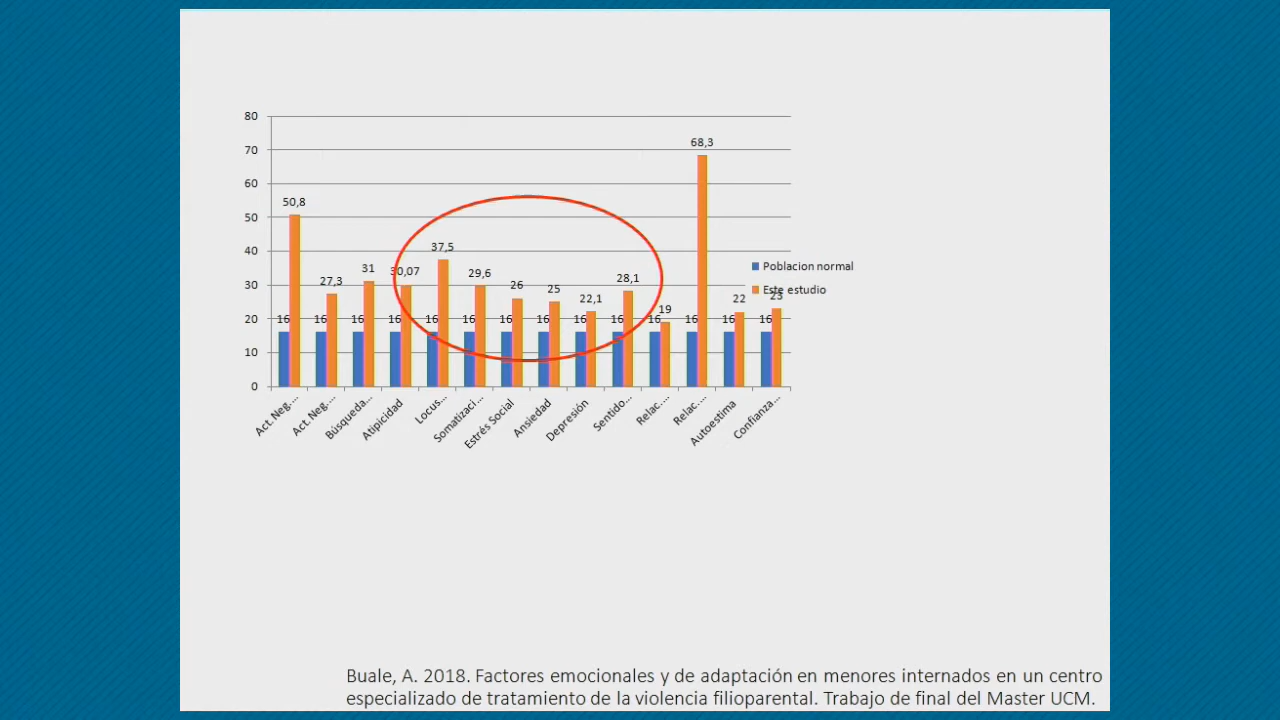 80
70
60
50
40
30
20
10
0
50,8
27,3
31
30,07
37,5
29,6
26
25
22,1
28,1
19
68,3
22
23
16 16 16 16 16 16 16 16 16 16 16 16 16 16
Act. Neg....
Act. Neg....
Búsqueda...
Atipicidad
Locus...
Somatizaci...
Estrés Social
Ansiedad
Depresión
Sentido...
Relac....
Relac....
Autoestima
Confianza...
Poblacion normal
Este estudio
Buale, A. 2018. Factores emocionales y de adaptación en menores internados en un centro
especializado de tratamiento de la violencia filioparental. Trabajo de final del Master UCM.